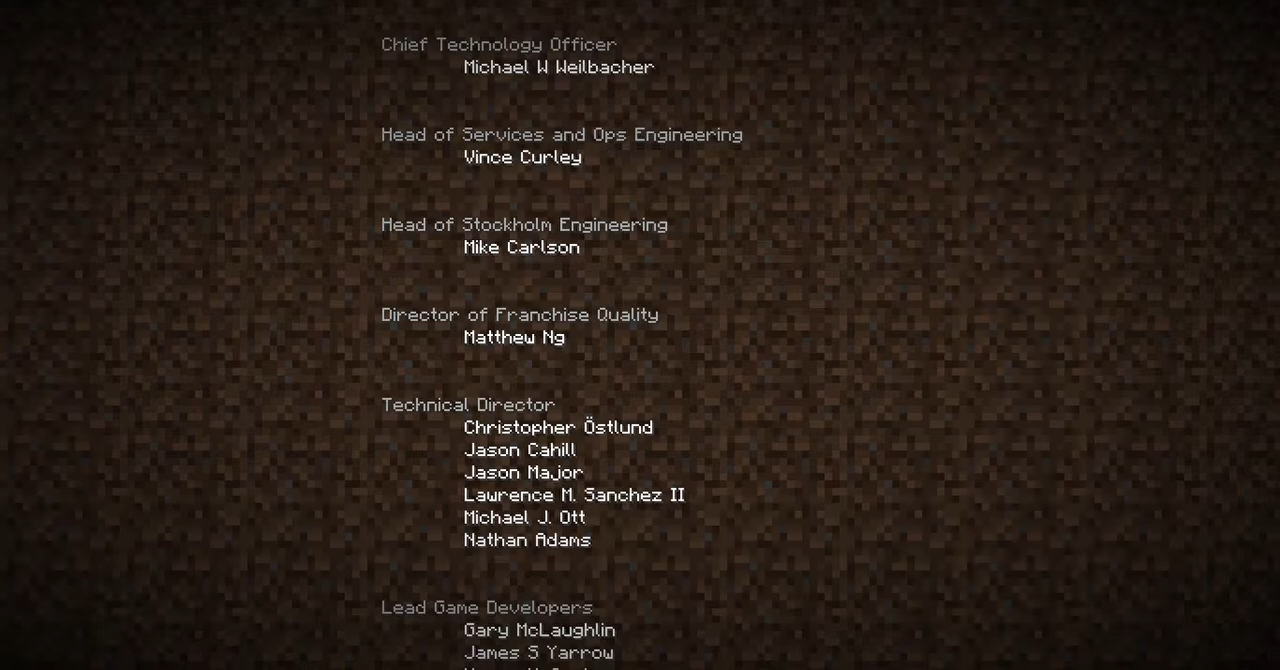 Chief Technology Officer
Michael W Weilbacher
Head of Services and Ops Engineering
Vince Curley
Head of Stockholm Engineering
Mike Carlson
Director of Franchise Quality
Matthew Ng
Technical Director
Christopher Östlund
Jason Cahill
Jason Major
Lawrence M. Sanchez II
Michael J. Ott
Nathan Adams
Lead Game Developers
Gary McLaughlin
James S Yarrow